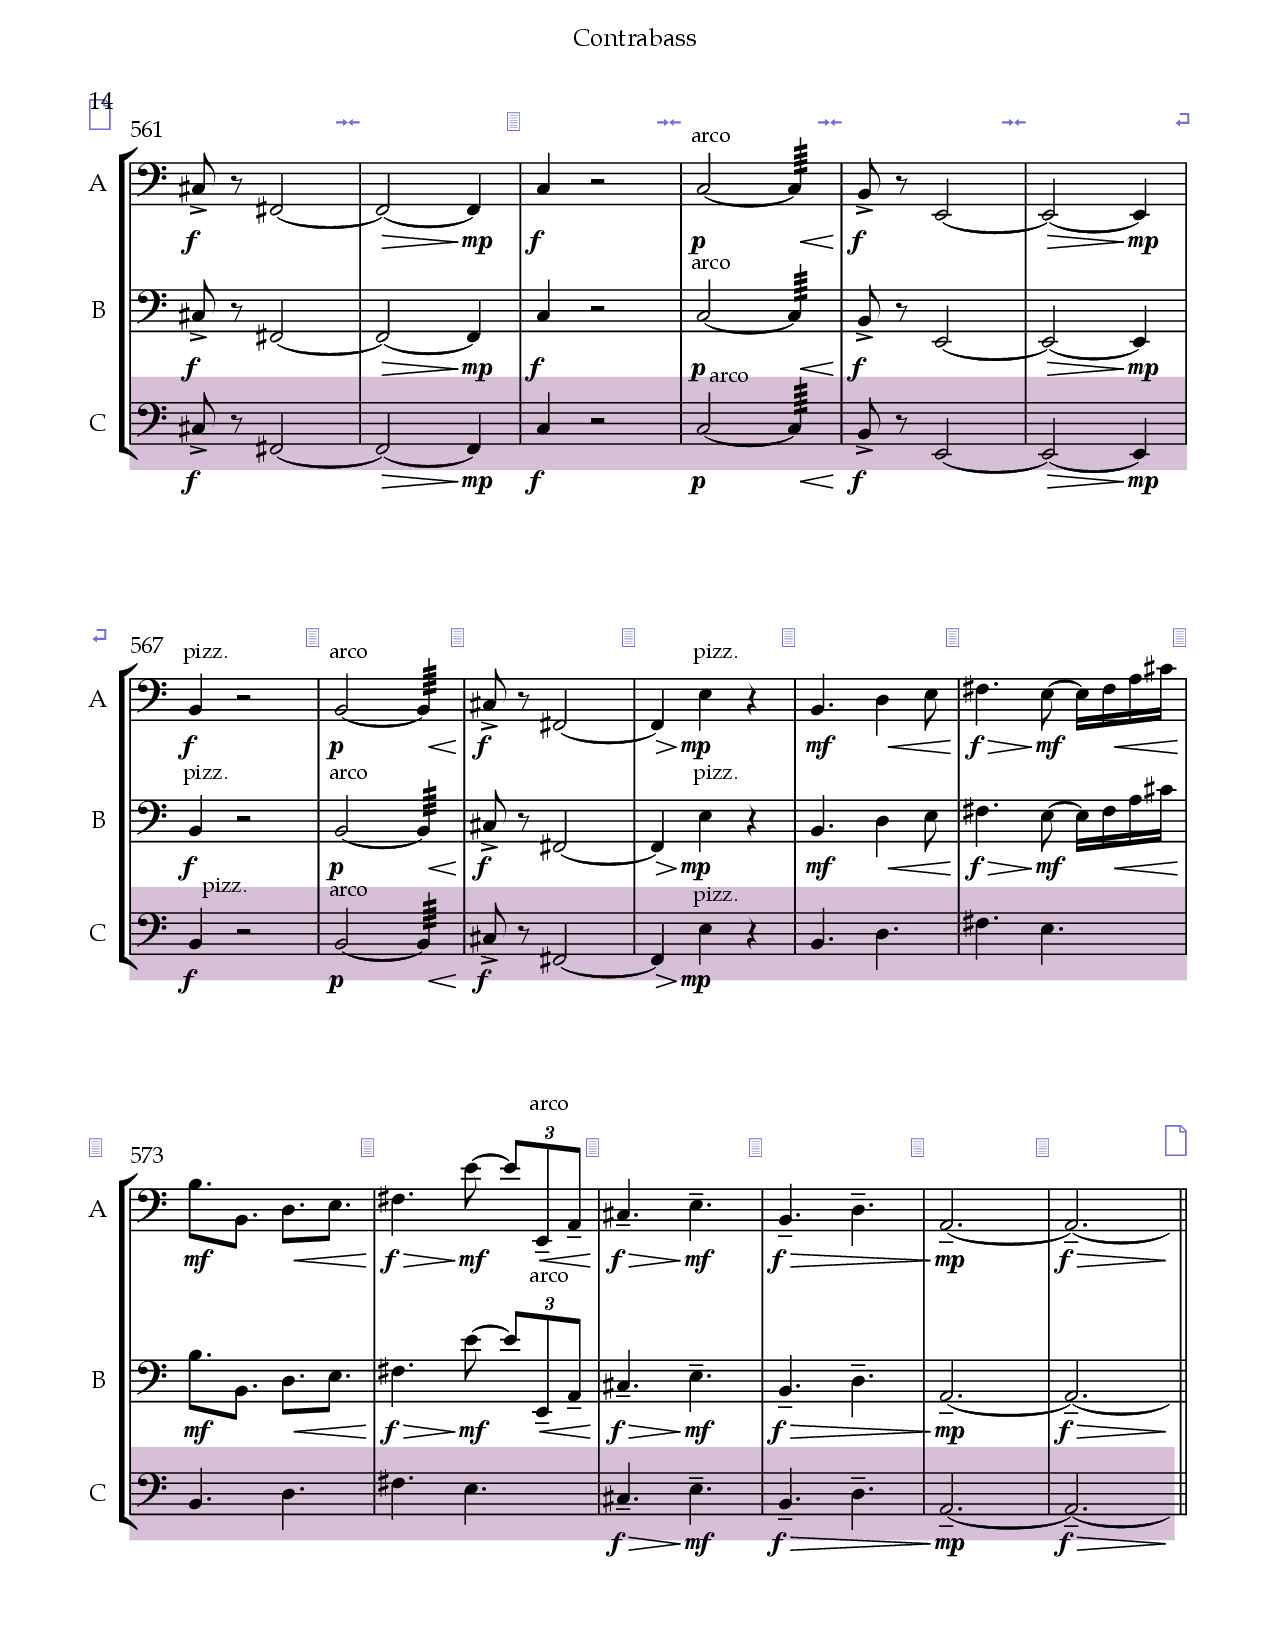 Contrabass
14
561
arco
A
f mp f p f mp
arco
B
f mp f p f mp
arco
C
f mp f p f mp
567
pizz. arco pizz.
A
f p f mp mf f mf
pizz. arco pizz.
B
f p f mp mf f mf
pizz. arco pizz.
C
f p f mp
arco
573
3
A
mf f mf f mf f mp f
arco
3
B
mf f mf f mf f mp f
C
f mf f mp f